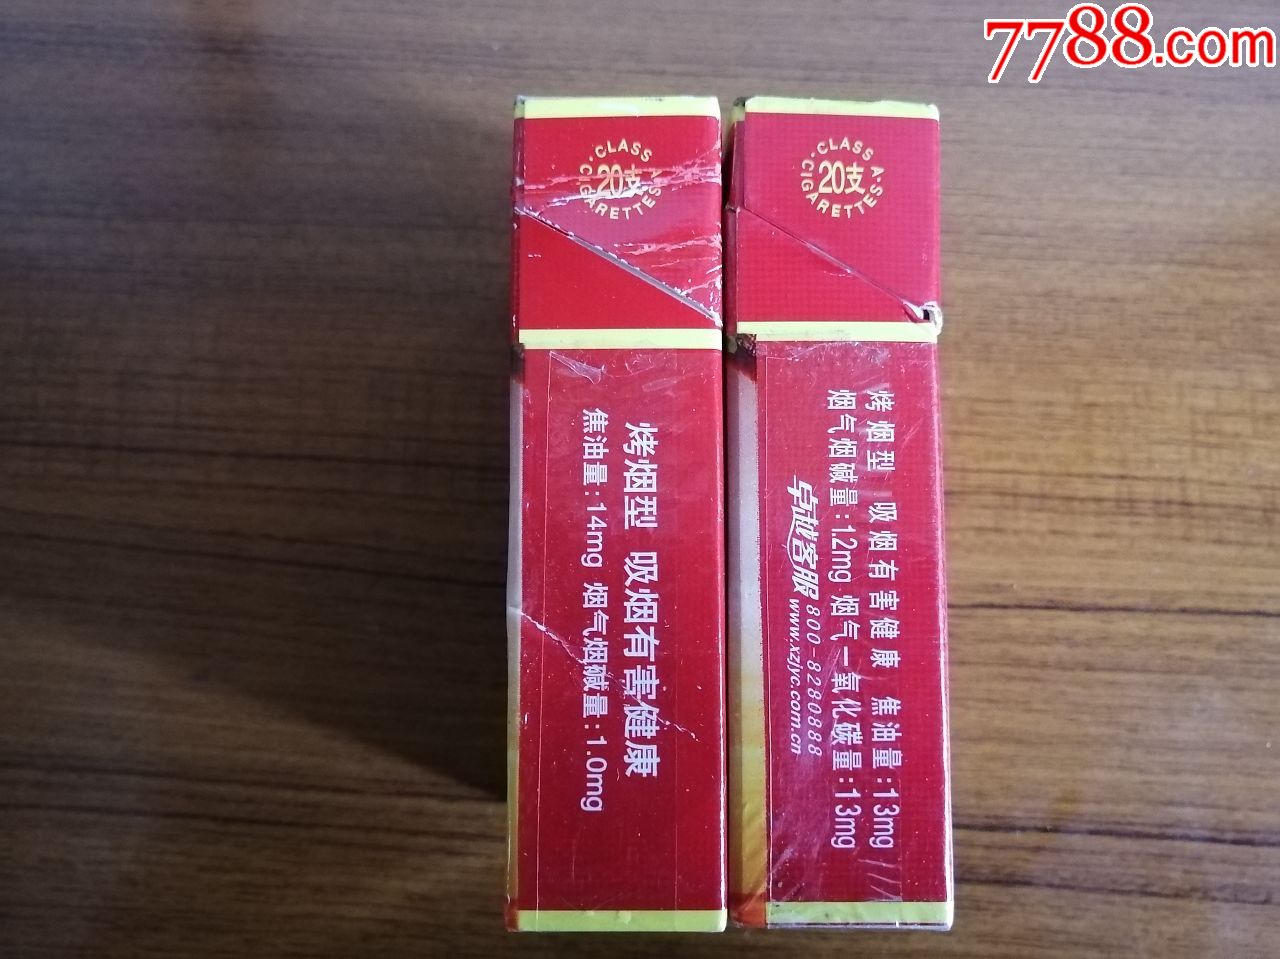 7788.com
·CLASS A·
CIGARETTES
20支
烤烟型 吸烟有害健康
焦油量:14mg 烟气烟碱量:1.0mg
·CLASS A·
CIGARETTES
20支
烤烟型 吸烟有害健康 焦油量:13mg
烟气烟碱量:1.2mg 烟气一氧化碳量:13mg
卓越客服 800-8280888
www.xzjyc.com.cn